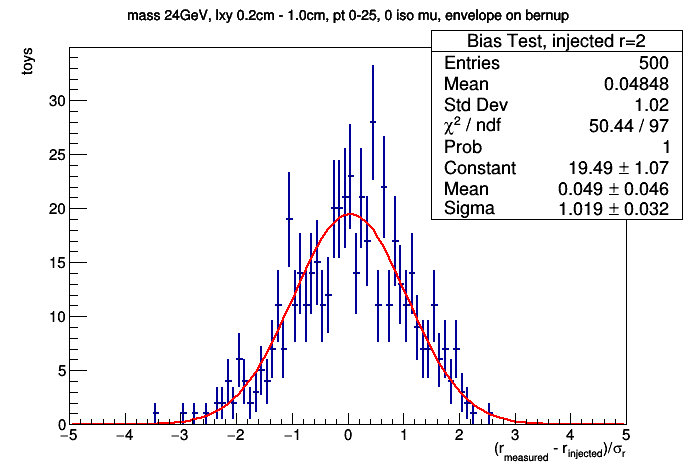 mass 24GeV, lxy 0.2cm - 1.0cm, pt 0-25, 0 iso mu, envelope on bernup
Bias Test, injected r=2
Entries 500
Mean 0.04848
Std Dev 1.02
χ² / ndf 50.44 / 97
Prob 1
Constant 19.49 ± 1.07
Mean 0.049 ± 0.046
Sigma 1.019 ± 0.032
toys
30
25
20
15
10
5
0
−5 −4 −3 −2 −1 0 1 2 3 4 5
(r_measured - r_injected)/σ_r